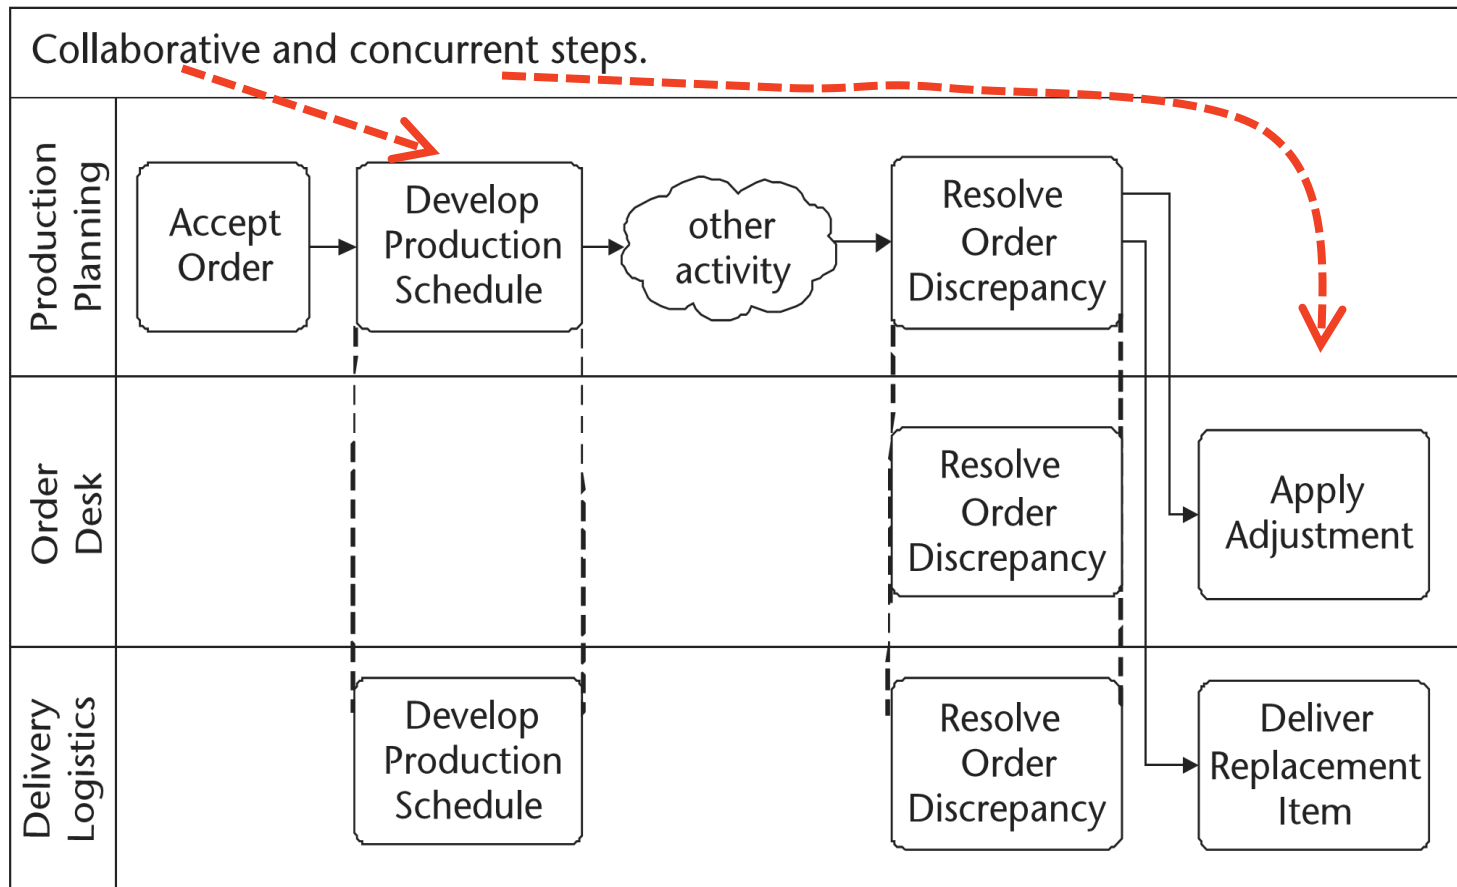 Collaborative and concurrent steps.
Production
Planning
Accept
Order
Develop
Production
Schedule
other
activity
Resolve
Order
Discrepancy
Order
Desk
Resolve
Order
Discrepancy
Apply
Adjustment
Delivery
Logistics
Develop
Production
Schedule
Resolve
Order
Discrepancy
Deliver
Replacement
Item